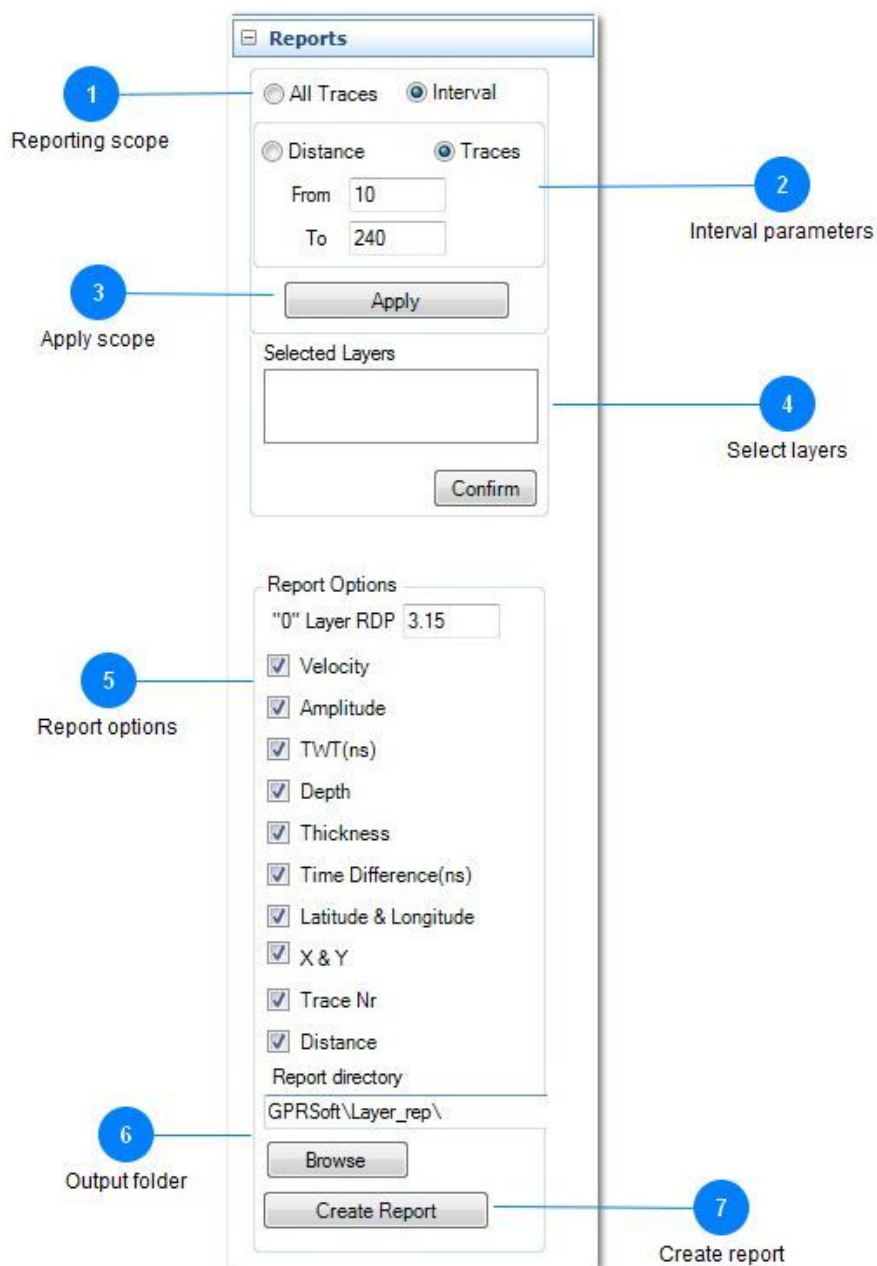 Reports
1
Reporting scope
All Traces Interval
Distance Traces
From 10
To 240
2
Interval parameters
3
Apply scope
Apply
Selected Layers
4
Select layers
Confirm
Report Options
"0" Layer RDP 3.15
5
Report options
Velocity
Amplitude
TWT(ns)
Depth
Thickness
Time Difference(ns)
Latitude & Longitude
X & Y
Trace Nr
Distance
Report directory
GPRSoft\Layer_rep\
6
Output folder
Browse
Create Report
7
Create report